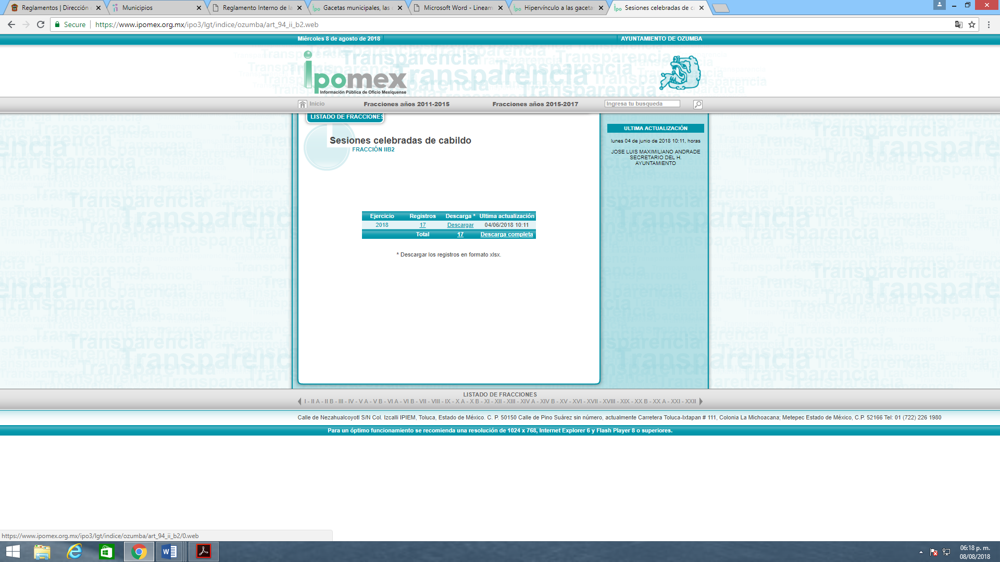 Reglamentos | Dirección
Municipios
Reglamento Interno de la
Gacetas municipales, las
Microsoft Word - Lineam
Hipervínculo a las gaceta
Sesiones celebradas de c
Secure
https://www.ipomex.org.mx/ipo3/lgt/indice/ozumba/art_94_ii_b2.web
Miércoles 8 de agosto de 2018
AYUNTAMIENTO DE OZUMBA
Transparencia
ipomex
Información Pública de Oficio Mexiquense
Inicio
Fracciones años 2011-2015
Fracciones años 2015-2017
Ingresa tu busqueda
LISTADO DE FRACCIONES
Sesiones celebradas de cabildo
FRACCIÓN IIB2
ULTIMA ACTUALIZACIÓN
lunes 04 de junio de 2018 10:11, horas
JOSE LUIS MAXIMILIANO ANDRADE
SECRETARIO DEL H.
AYUNTAMIENTO
Ejercicio Registros Descarga * Ultima actualización
2018 17 Descargar 04/06/2018 10:11
Total 17 Descarga completa
* Descargar los registros en formato xlsx.
LISTADO DE FRACCIONES
I - II A - II B - III - IV - V A - V B - VI A - VI B - VII - VIII - IX - X A - X B - XI - XII - XIII - XIV A - XIV B - XV - XVI - XVII - XVIII - XIX - XX B - XX A - XXI - XXII
Calle de Nezahualcoyotl S/N Col. Izcalli IPIEM, Toluca, Estado de México. C. P. 50150 Calle de Pino Suárez sin número, actualmente Carretera Toluca-Ixtapan # 111, Colonia La Michoacana; Metepec Estado de México, C.P. 52166 Tel: 01 (722) 226 1980
Para un óptimo funcionamiento se recomienda una resolución de 1024 x 768, Internet Explorer 6 y Flash Player 8 o superiores.
https://www.ipomex.org.mx/ipo3/lgt/indice/ozumba/art_94_ii_b2/0.web
06:18 p. m.
08/08/2018